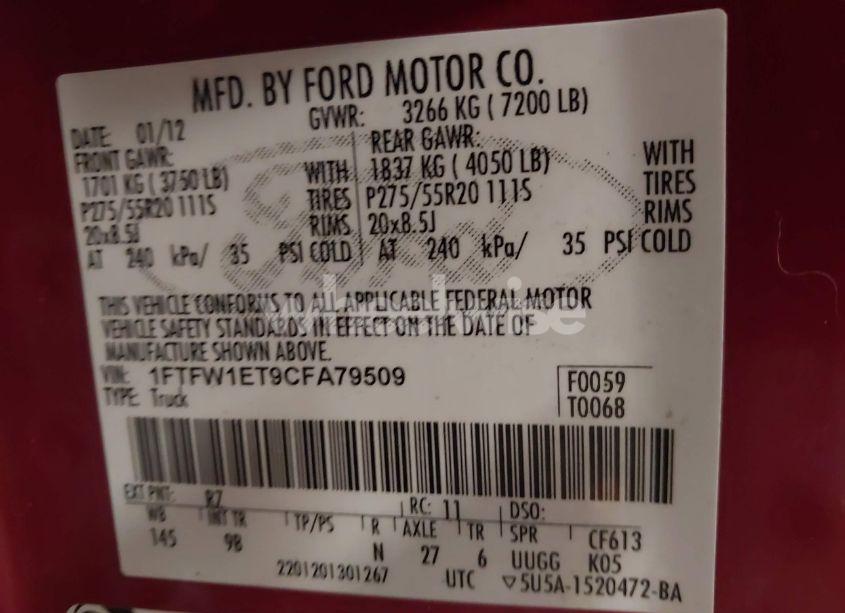 MFD. BY FORD MOTOR CO.
DATE: 01/12 GVWR: 3266 KG ( 7200 LB)
FRONT GAWR: REAR GAWR:
1701 KG ( 3750 LB) WITH 1837 KG ( 4050 LB) WITH
P275/55R20 111S TIRES P275/55R20 111S TIRES
20x8.5J RIMS 20x8.5J RIMS
AT 240 kPa/ 35 PSI COLD AT 240 kPa/ 35 PSI COLD
THIS VEHICLE CONFORMS TO ALL APPLICABLE FEDERAL MOTOR
VEHICLE SAFETY STANDARDS IN EFFECT ON THE DATE OF
MANUFACTURE SHOWN ABOVE.
VIN: 1FTFW1ET9CFA79509 F0059
TYPE: Truck T0068
EXT PNT: RZ RC: 11 DSO:
WB INT TR TP/PS R AXLE TR SPR CF613
145 9B N 27 6 UUGG K05
2201201301267 UTC ▽5U5A-1520472-BA